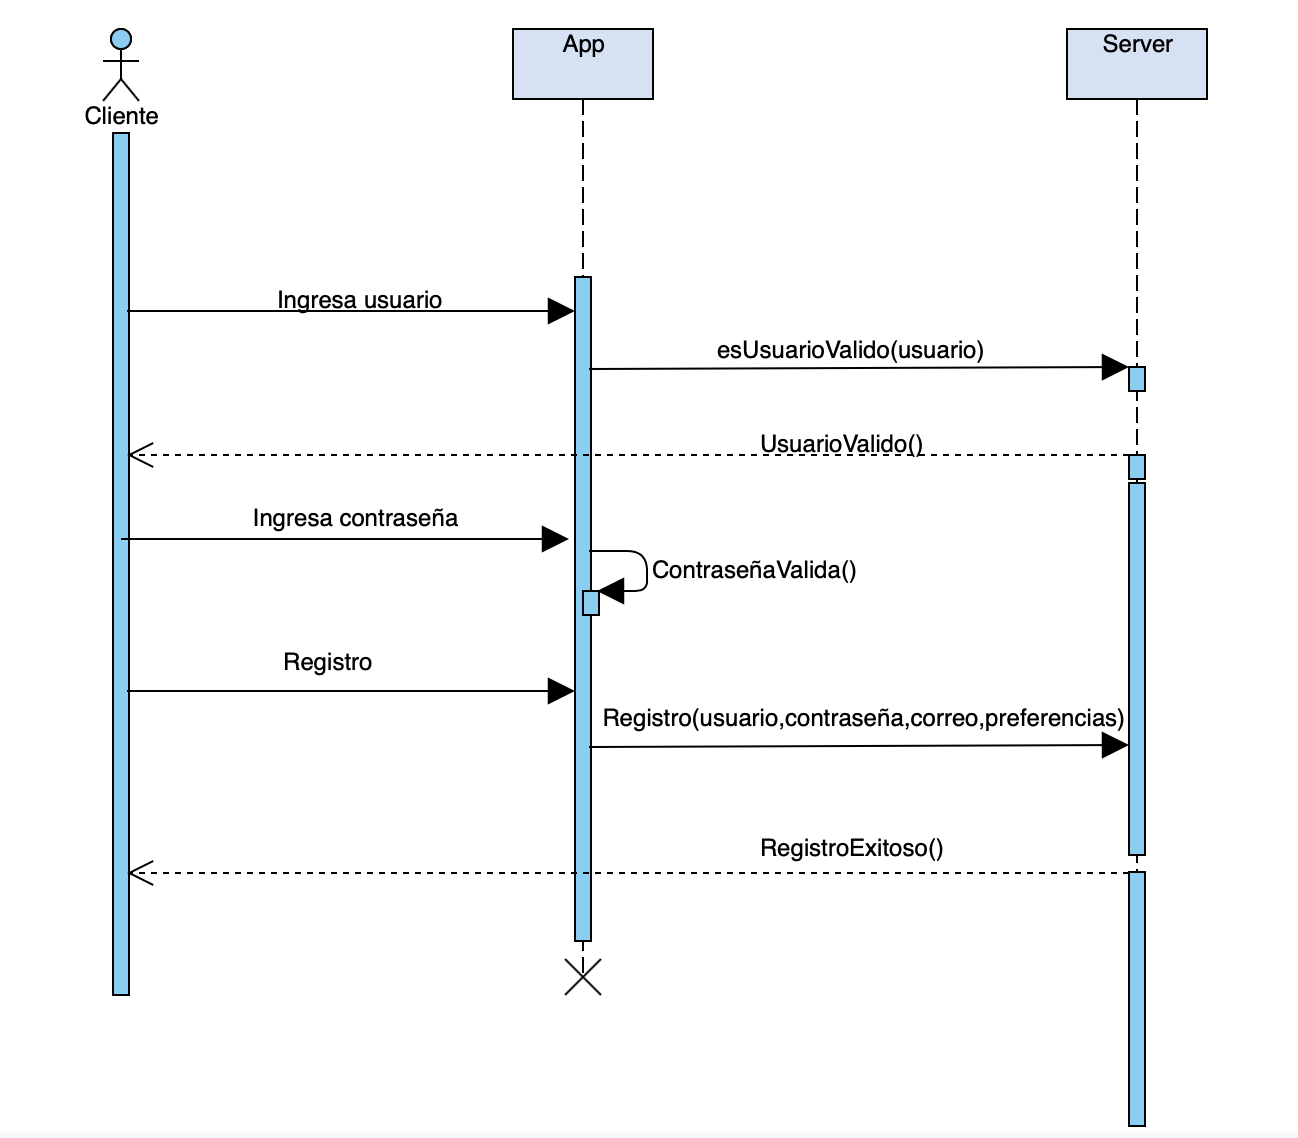 Cliente
App
Server
Ingresa usuario
esUsuarioValido(usuario)
UsuarioValido()
Ingresa contraseña
ContraseñaValida()
Registro
Registro(usuario,contraseña,correo,preferencias)
RegistroExitoso()